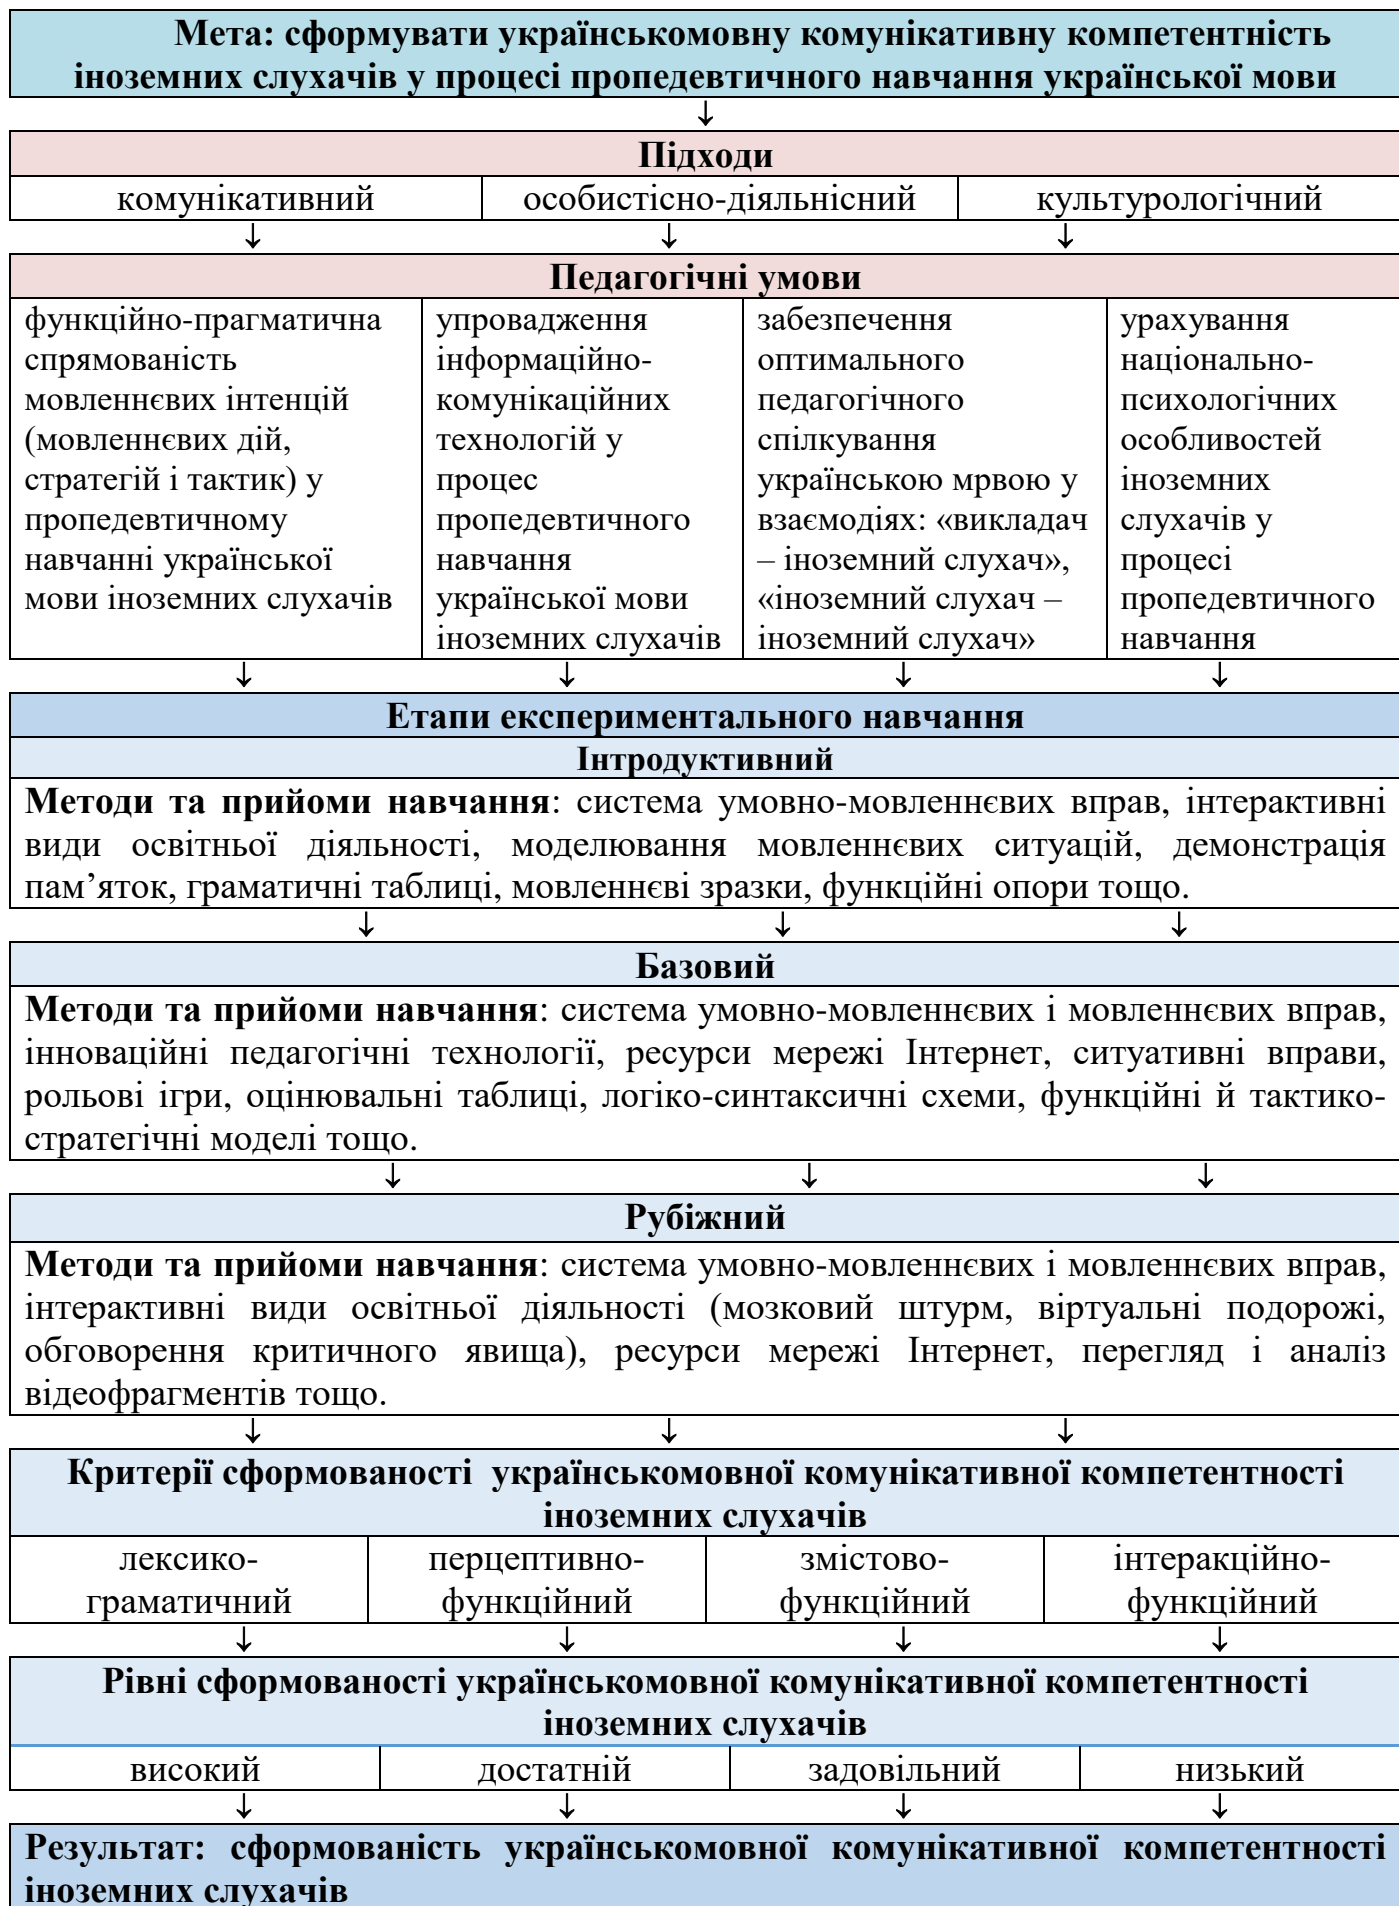 Мета: сформувати українськомовну комунікативну компетентність
іноземних слухачів у процесі пропедевтичного навчання української мови
↓
Підходи
комунікативний особистісно-діяльнісний культурологічний
↓ ↓ ↓
Педагогічні умови
функційно-прагматична
спрямованість
мовленнєвих інтенцій
(мовленнєвих дій,
стратегій і тактик) у
пропедевтичному
навчанні української
мови іноземних слухачів
упровадження
інформаційно-
комунікаційних
технологій у
процес
пропедевтичного
навчання
української мови
іноземних слухачів
забезпечення
оптимального
педагогічного
спілкування
українською мрвою у
взаємодіях: «викладач
– іноземний слухач»,
«іноземний слухач –
іноземний слухач»
урахування
національно-
психологічних
особливостей
іноземних
слухачів у
процесі
пропедевтичного
навчання
↓ ↓ ↓ ↓
Етапи експериментального навчання
Інтродуктивний
Методи та прийоми навчання: система умовно-мовленнєвих вправ, інтерактивні
види освітньої діяльності, моделювання мовленнєвих ситуацій, демонстрація
пам’яток, граматичні таблиці, мовленнєві зразки, функційні опори тощо.
↓ ↓ ↓
Базовий
Методи та прийоми навчання: система умовно-мовленнєвих і мовленнєвих вправ,
інноваційні педагогічні технології, ресурси мережі Інтернет, ситуативні вправи,
рольові ігри, оцінювальні таблиці, логіко-синтаксичні схеми, функційні й тактико-
стратегічні моделі тощо.
↓ ↓ ↓
Рубіжний
Методи та прийоми навчання: система умовно-мовленнєвих і мовленнєвих вправ,
інтерактивні види освітньої діяльності (мозковий штурм, віртуальні подорожі,
обговорення критичного явища), ресурси мережі Інтернет, перегляд і аналіз
відеофрагментів тощо.
↓ ↓ ↓
Критерії сформованості українськомовної комунікативної компетентності
іноземних слухачів
лексико-
граматичний
перцептивно-
функційний
змістово-
функційний
інтеракційно-
функційний
↓ ↓ ↓ ↓
Рівні сформованості українськомовної комунікативної компетентності
іноземних слухачів
високий достатній задовільний низький
↓ ↓ ↓ ↓
Результат: сформованість українськомовної комунікативної компетентності
іноземних слухачів